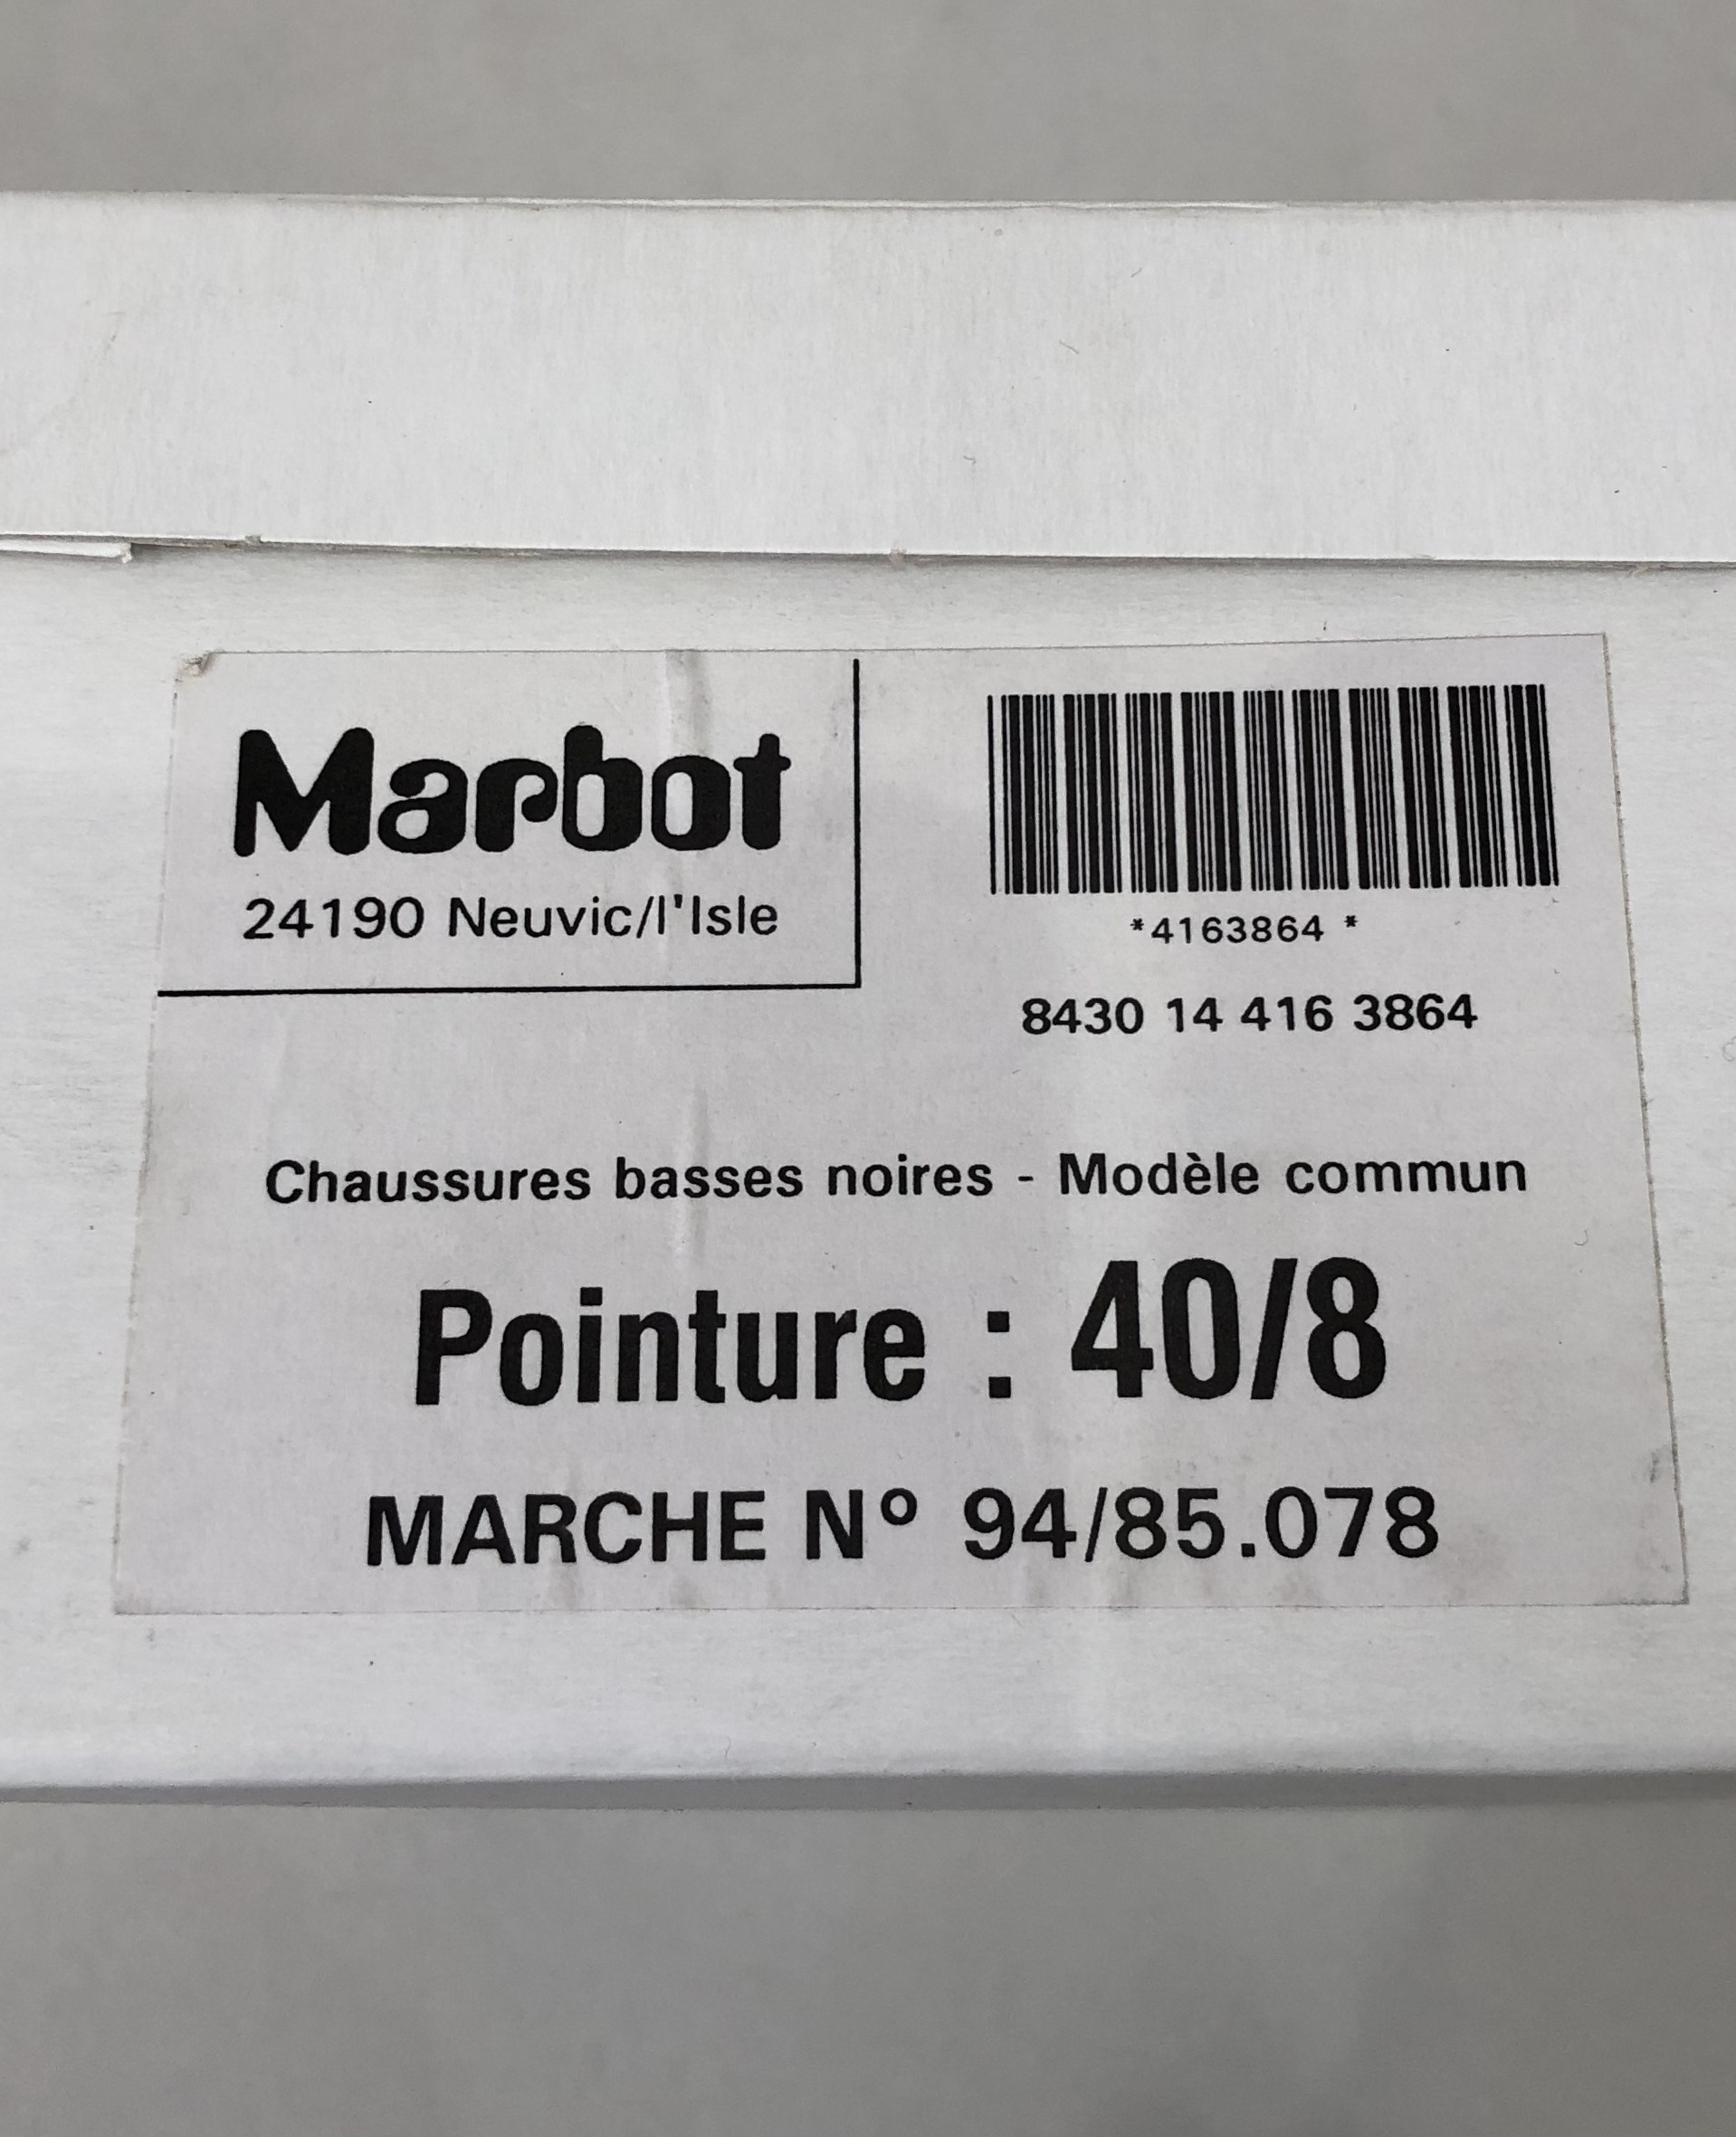 Marbot
24190 Neuvic/l'Isle
*4163864 *
8430 14 416 3864
Chaussures basses noires - Modèle commun
Pointure : 40/8
MARCHE Nº 94/85.078